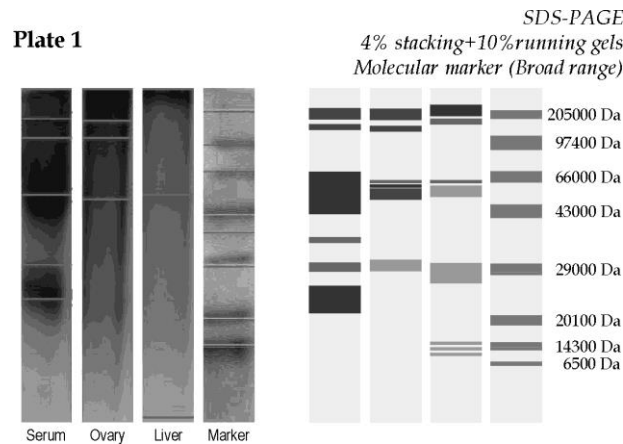 Plate 1
SDS-PAGE
4% stacking+10%running gels
Molecular marker (Broad range)
205000 Da
97400 Da
66000 Da
43000 Da
29000 Da
20100 Da
14300 Da
6500 Da
Serum Ovary Liver Marker